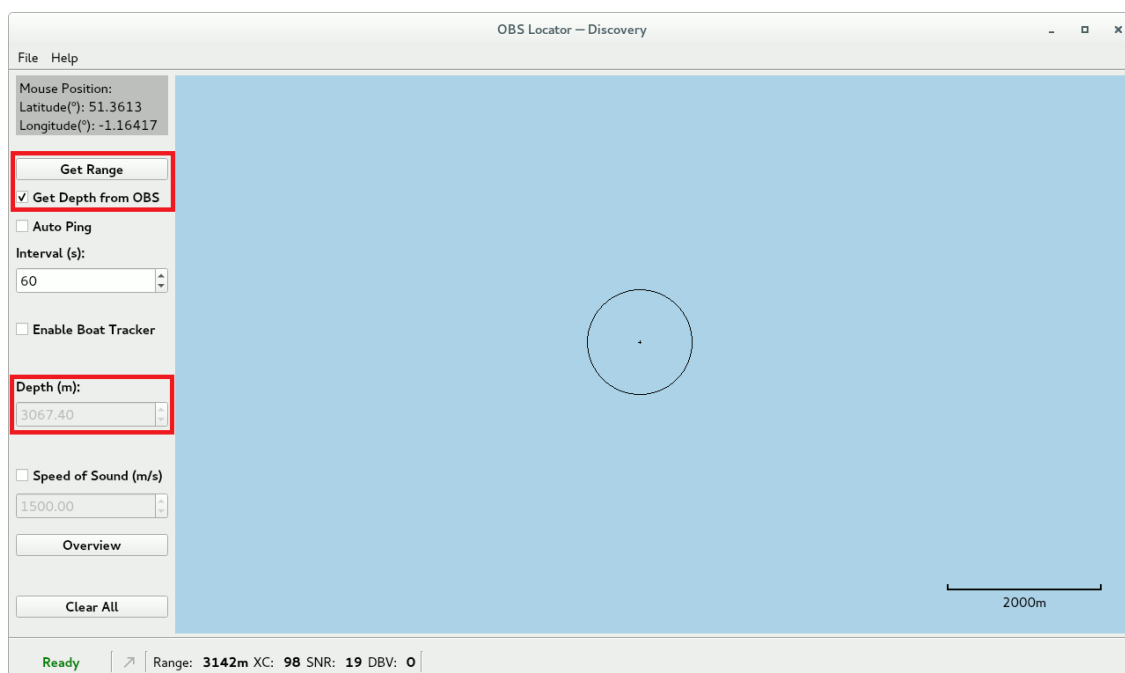 OBS Locator — Discovery
File Help
Mouse Position:
Latitude(°): 51.3613
Longitude(°): -1.16417
Get Range
Get Depth from OBS
Auto Ping
Interval (s):
60
Enable Boat Tracker
Depth (m):
3067.40
Speed of Sound (m/s)
1500.00
Overview
2000m
Clear All
Ready Range: 3142m XC: 98 SNR: 19 DBV: 0